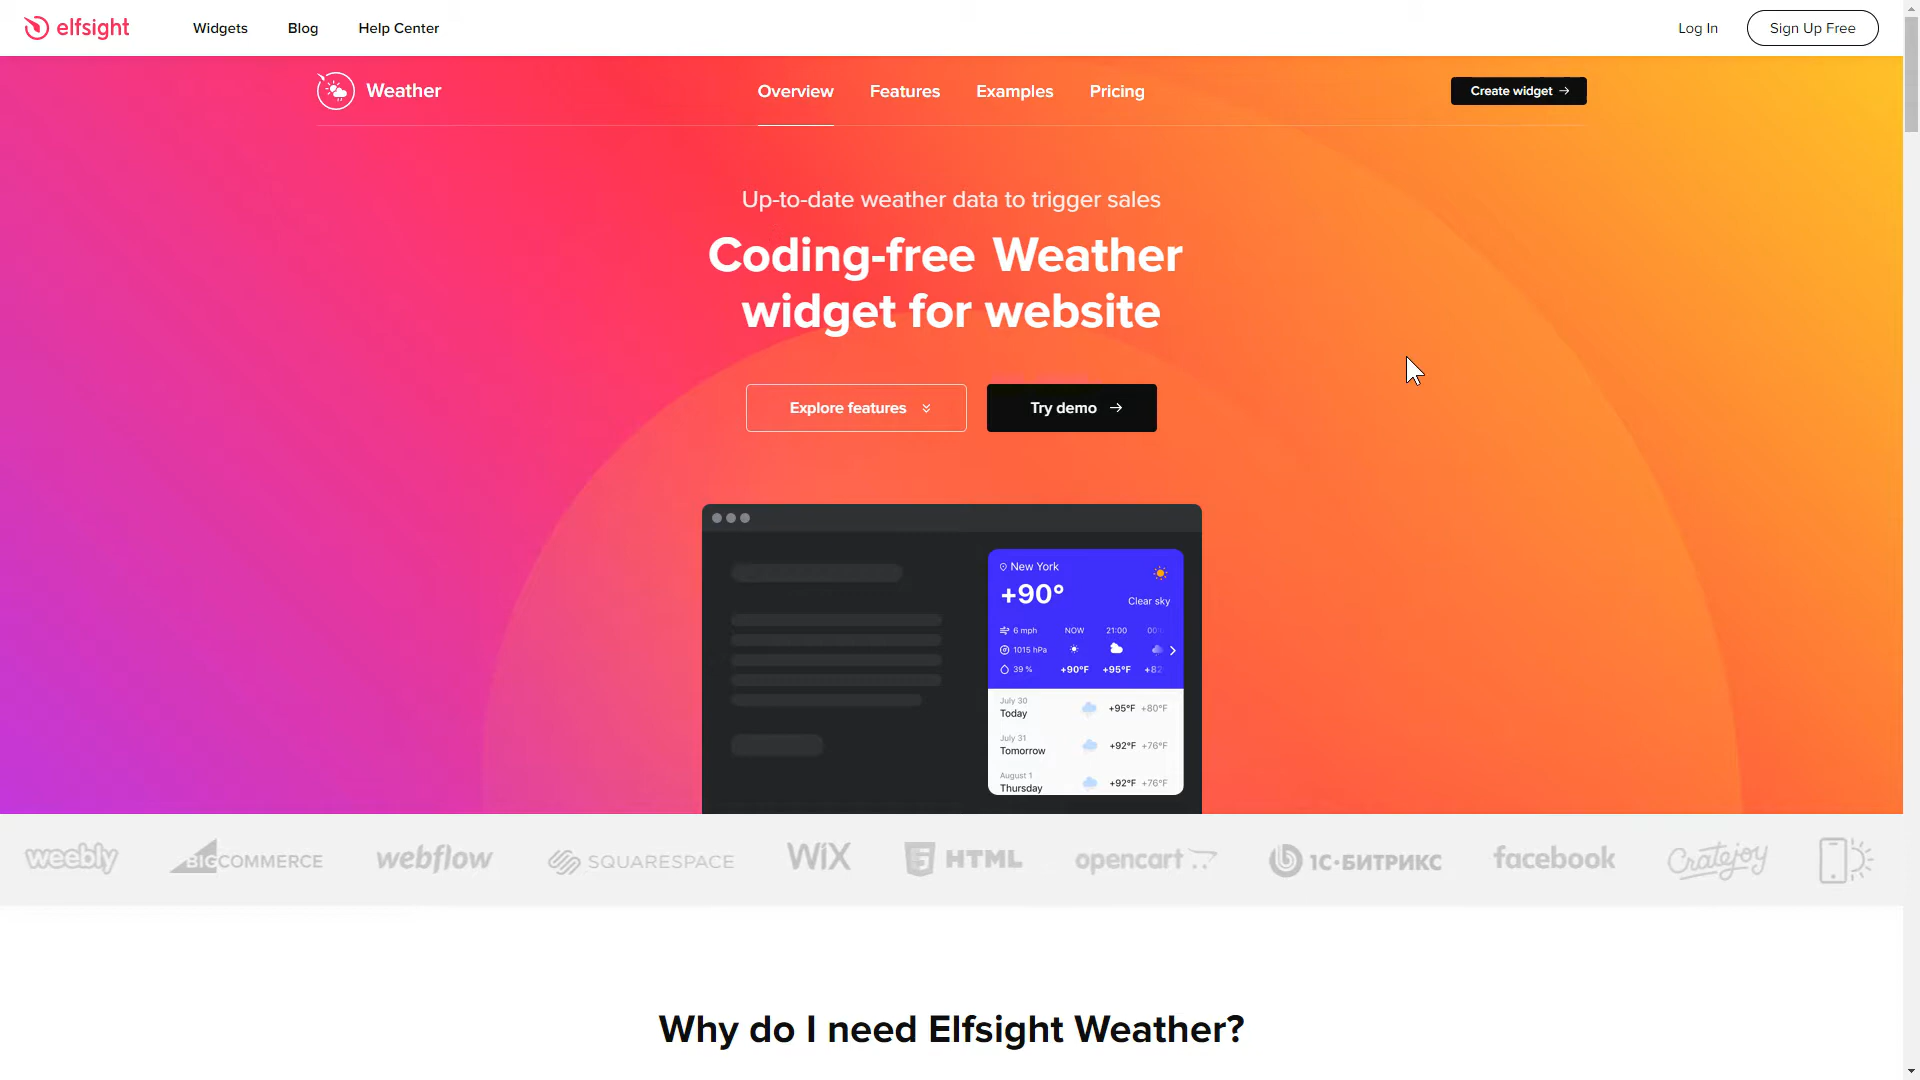 elfsight
Widgets
Blog
Help Center
Log In
Sign Up Free
Weather
Overview
Features
Examples
Pricing
Create widget
Up-to-date weather data to trigger sales
Coding-free Weather
widget for website
Explore features
Try demo
New York
+90°
Clear sky
6 mph NOW 21:00 00:
1015 hPa
39 % +90°F +95°F +82
July 30
Today +95°F +80°F
July 31
Tomorrow +92°F +76°F
August 1
Thursday +92°F +76°F
weebly
BIGCOMMERCE
webflow
SQUARESPACE
WiX
HTML
opencart
1С•БИТРИКС
facebook
Cratejoy
Why do I need Elfsight Weather?